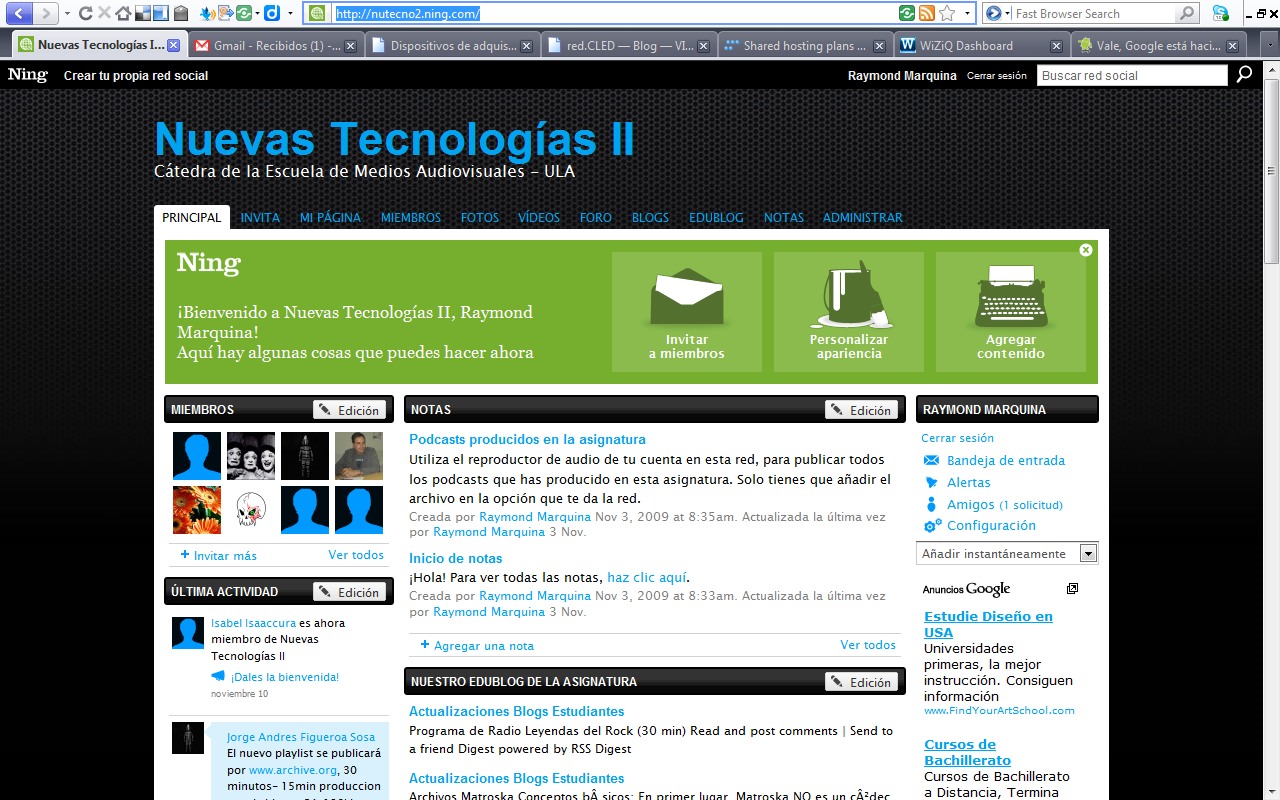 http://nutecno2.ning.com/
Fast Browser Search
Nuevas Tecnologías I...
Gmail - Recibidos (1) - ...
Dispositivos de adquis...
red.CLED — Blog — VI...
Shared hosting plans ...
WiZiQ Dashboard
Vale, Google está haci...
Ning Crear tu propia red social
Raymond Marquina Cerrar sesión Buscar red social
Nuevas Tecnologías II
Cátedra de la Escuela de Medios Audiovisuales - ULA
PRINCIPAL INVITA MI PÁGINA MIEMBROS FOTOS VÍDEOS FORO BLOGS EDUBLOG NOTAS ADMINISTRAR
Ning
¡Bienvenido a Nuevas Tecnologías II, Raymond
Marquina!
Aquí hay algunas cosas que puedes hacer ahora
Invitar
a miembros
Personalizar
apariencia
Agregar
contenido
MIEMBROS Edición
+ Invitar más Ver todos
ÚLTIMA ACTIVIDAD Edición
Isabel Isaaccura es ahora
miembro de Nuevas
Tecnologías II
¡Dales la bienvenida!
noviembre 10
Jorge Andres Figueroa Sosa
El nuevo playlist se publicará
por www.archive.org, 30
minutos- 15min produccion
NOTAS Edición
Podcasts producidos en la asignatura
Utiliza el reproductor de audio de tu cuenta en esta red, para publicar todos
los podcasts que has producido en esta asignatura. Solo tienes que añadir el
archivo en la opción que te da la red.
Creada por Raymond Marquina Nov 3, 2009 at 8:35am. Actualizada la última vez
por Raymond Marquina 3 Nov.
Inicio de notas
¡Hola! Para ver todas las notas, haz clic aquí.
Creada por Raymond Marquina Nov 3, 2009 at 8:33am. Actualizada la última vez
por Raymond Marquina 3 Nov.
+ Agregar una nota Ver todos
NUESTRO EDUBLOG DE LA ASIGNATURA Edición
Actualizaciones Blogs Estudiantes
Programa de Radio Leyendas del Rock (30 min) Read and post comments | Send to
a friend Digest powered by RSS Digest
Actualizaciones Blogs Estudiantes
Archivos Matroska Conceptos bÂ sicos: En primer lugar, Matroska NO es un cÂ²dec
RAYMOND MARQUINA
Cerrar sesión
Bandeja de entrada
Alertas
Amigos (1 solicitud)
Configuración
Añadir instantáneamente
Anuncios Google
Estudie Diseño en
USA
Universidades
primeras, la mejor
instrucción. Consiguen
información
www.FindYourArtSchool.com
Cursos de
Bachillerato
Cursos de Bachillerato
a Distancia, Termina